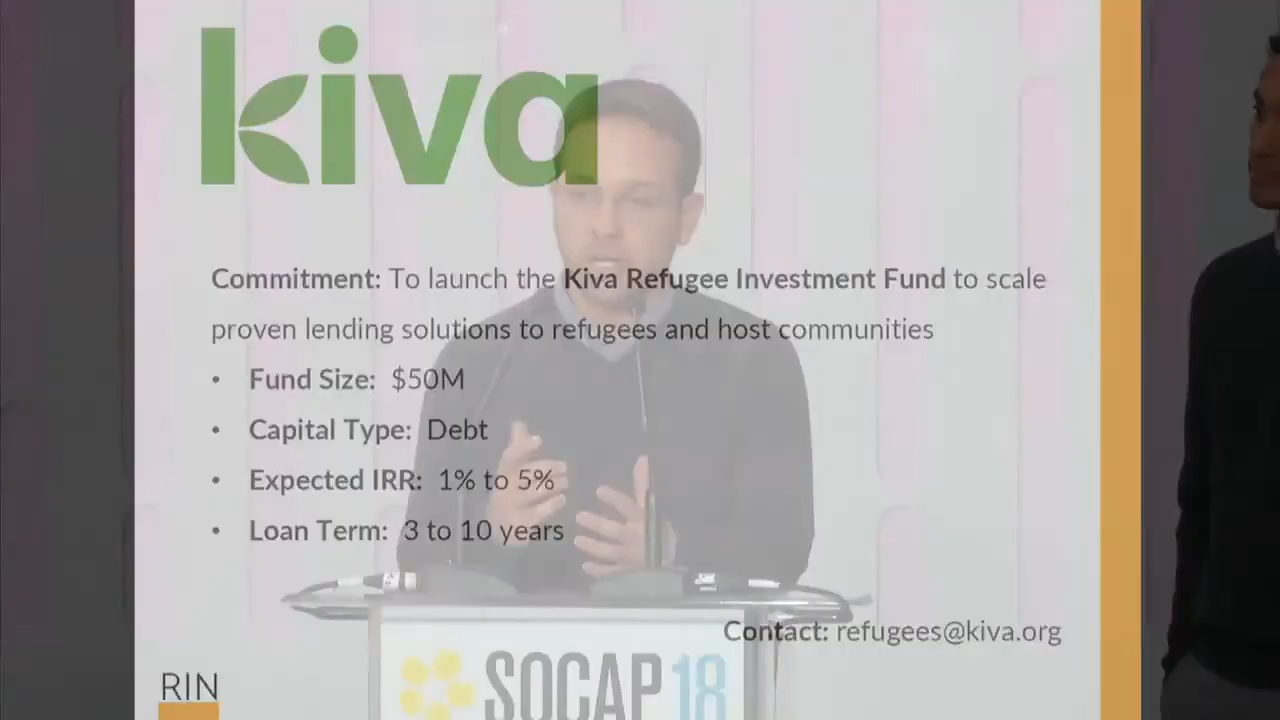 kiva
Commitment: To launch the Kiva Refugee Investment Fund to scale
proven lending solutions to refugees and host communities
• Fund Size: $50M
• Capital Type: Debt
• Expected IRR: 1% to 5%
• Loan Term: 3 to 10 years
Contact: refugees@kiva.org
SOCAP 18
RIN